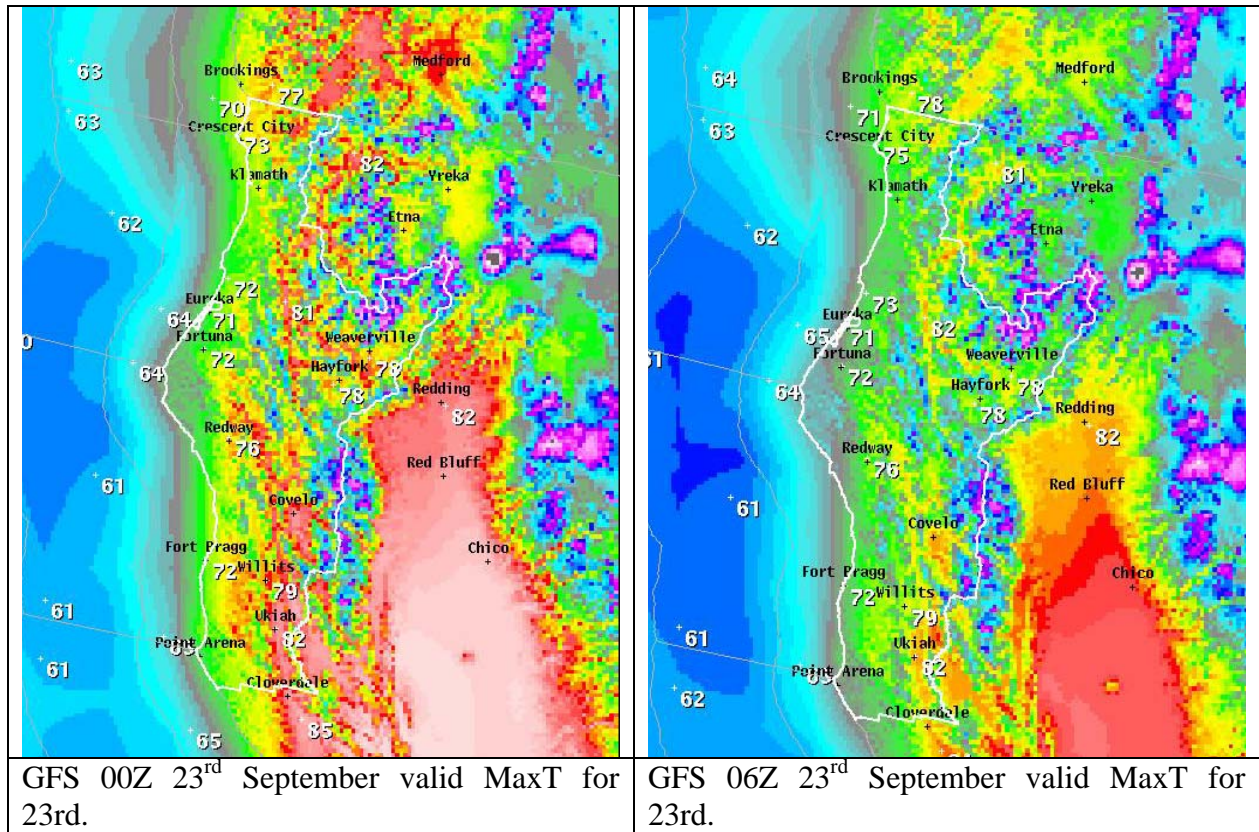 63
Brookings
Medford
70
77
63
Crescent City
73
82
Klamath
Yreka
62
Etna
72
Eureka
64
71
81
Fortuna
72
Weaverville
0
64
Hayfork
78
78
Redding
82
Redway
76
Red Bluff
61
Covelo
Fort Bragg
Chico
72
Willits
79
61
Ukiah
82
Point Arena
61
Cloverdale
85
65
GFS 00Z 23rd September valid MaxT for
23rd.
64
Brookings
Medford
71
78
63
Crescent City
75
81
Klamath
Yreka
62
Etna
73
Eureka
65
71
82
Fortuna
72
Weaverville
61
64
Hayfork
78
78
Redding
82
Redway
76
Red Bluff
61
Covelo
Fort Bragg
Chico
72
Willits
79
61
Ukiah
82
Point Arena
62
Cloverdale
GFS 06Z 23rd September valid MaxT for
23rd.